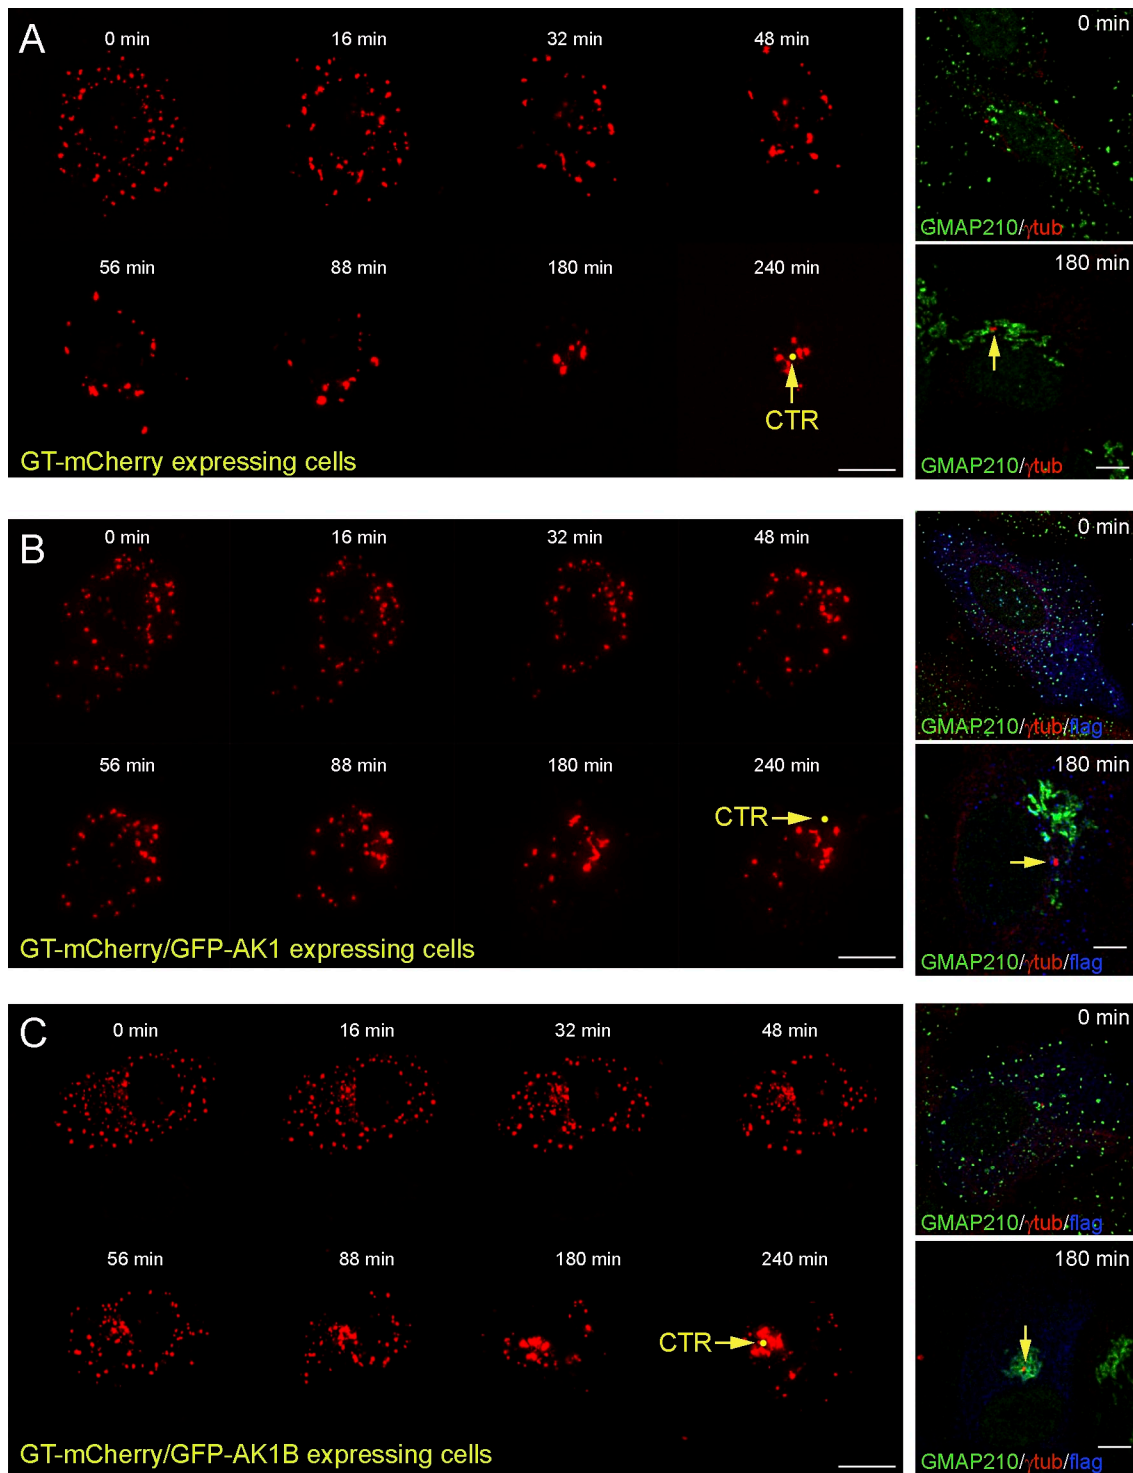 A
0 min
16 min
32 min
48 min
56 min
88 min
180 min
240 min
CTR
GT-mCherry expressing cells
0 min
GMAP210/γtub
180 min
GMAP210/γtub
B
0 min
16 min
32 min
48 min
56 min
88 min
180 min
240 min
CTR
GT-mCherry/GFP-AK1 expressing cells
0 min
GMAP210/γtub/flag
180 min
GMAP210/γtub/flag
C
0 min
16 min
32 min
48 min
56 min
88 min
180 min
240 min
CTR
GT-mCherry/GFP-AK1B expressing cells
0 min
GMAP210/γtub/flag
180 min
GMAP210/γtub/flag